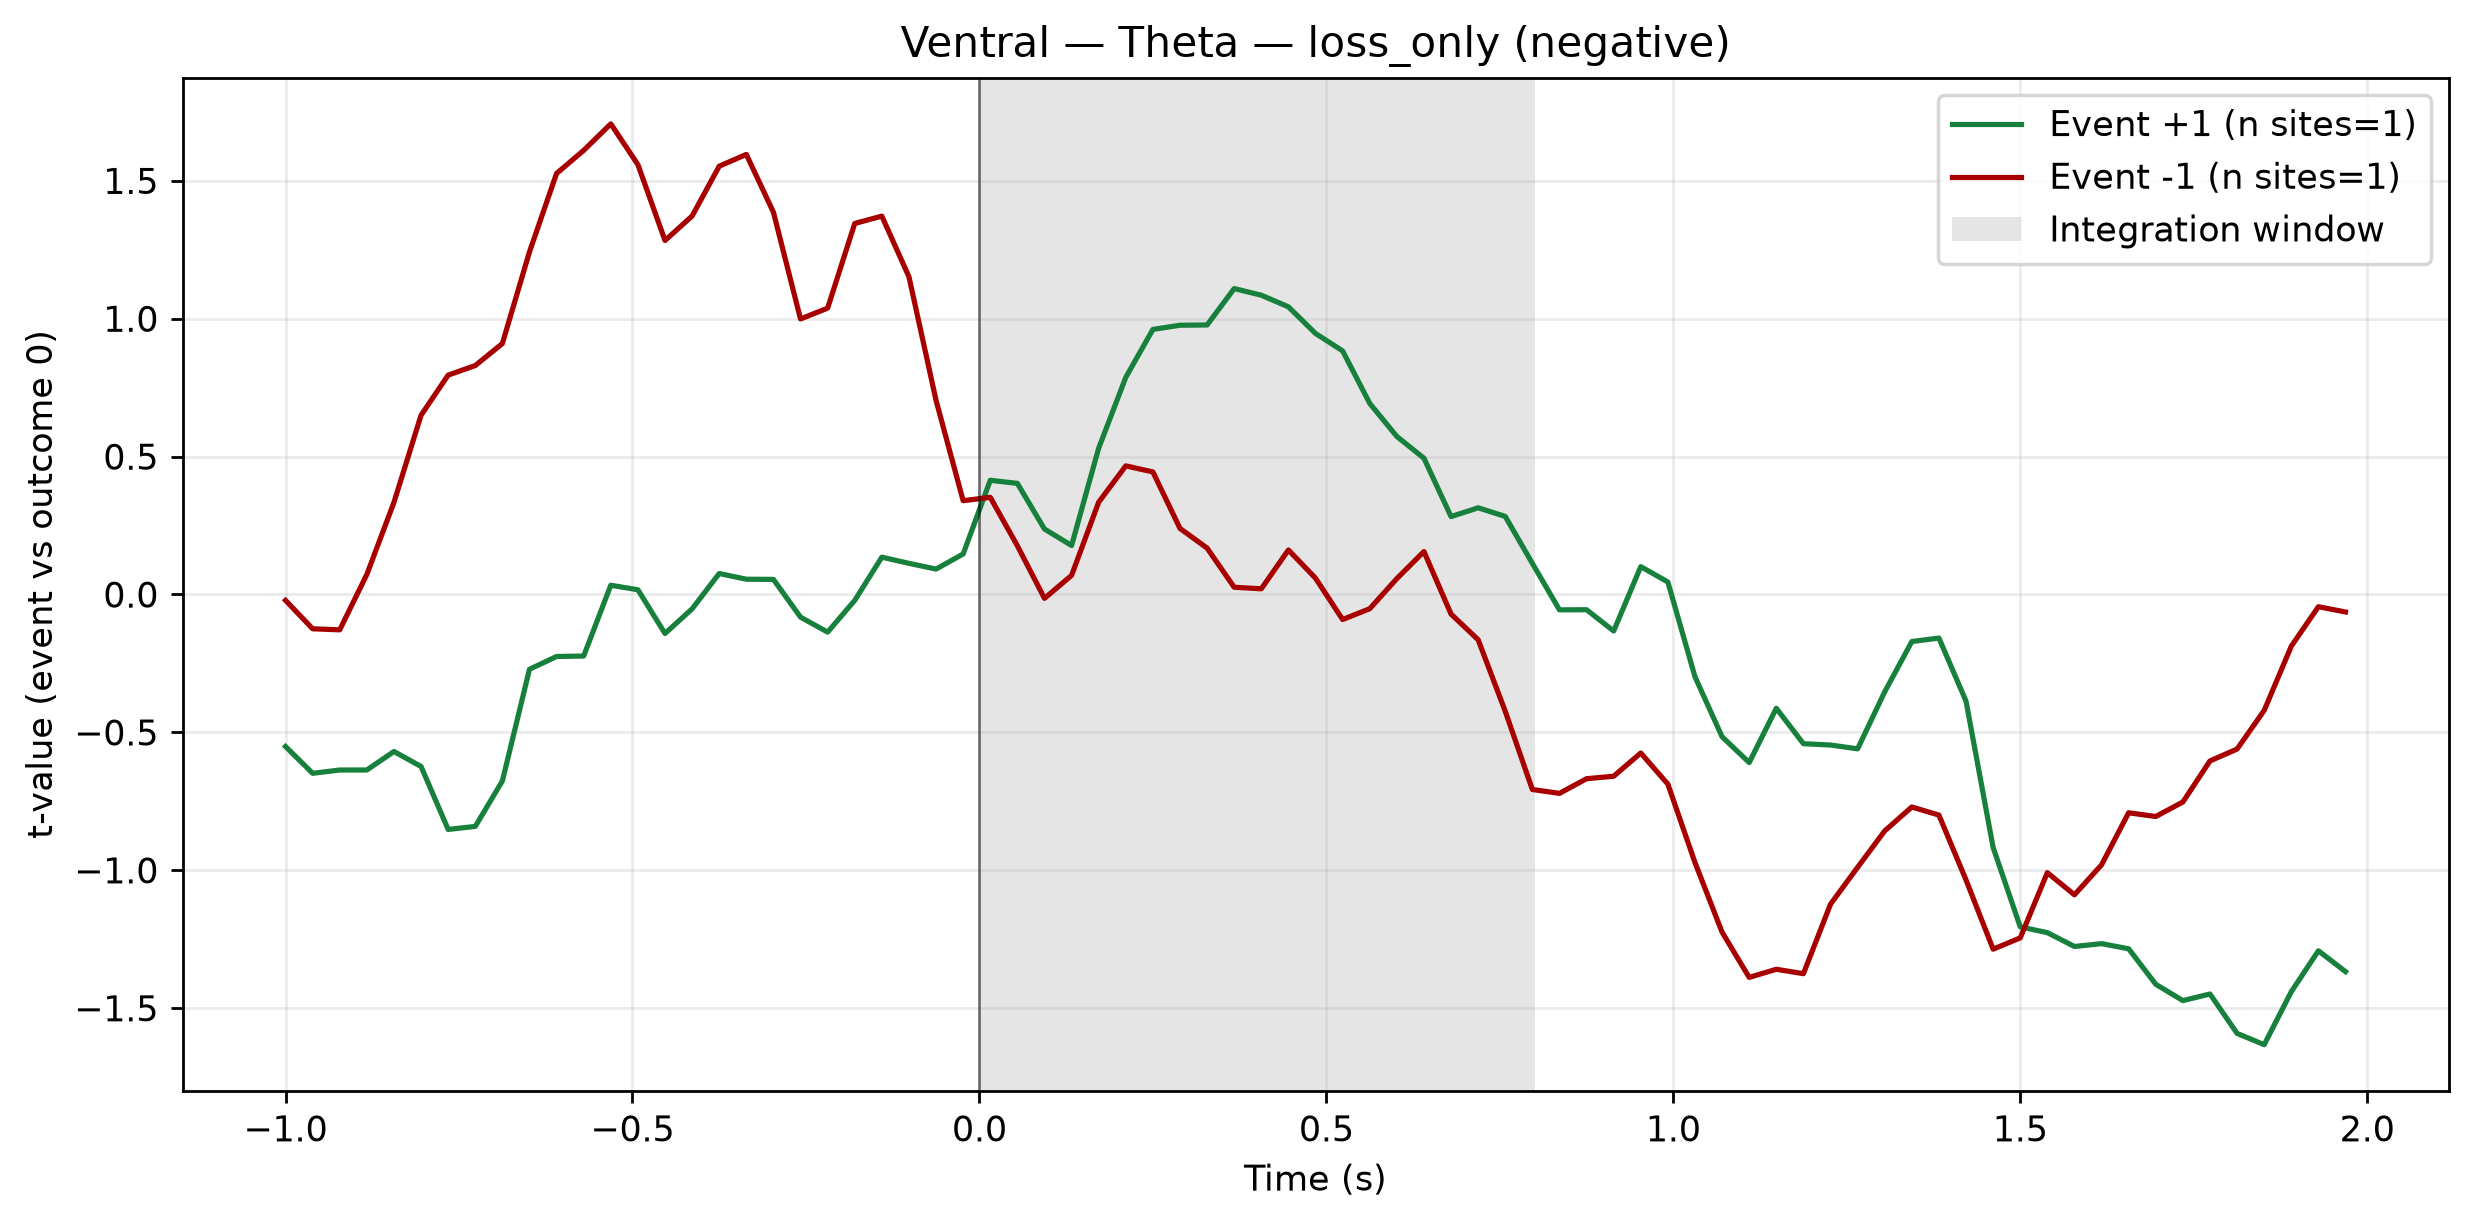 Ventral — Theta — loss_only (negative)
Event +1 (n sites=1)
Event -1 (n sites=1)
Integration window
t-value (event vs outcome 0)
1.5
1.0
0.5
0.0
−0.5
−1.0
−1.5
−1.0 −0.5 0.0 0.5 1.0 1.5 2.0
Time (s)